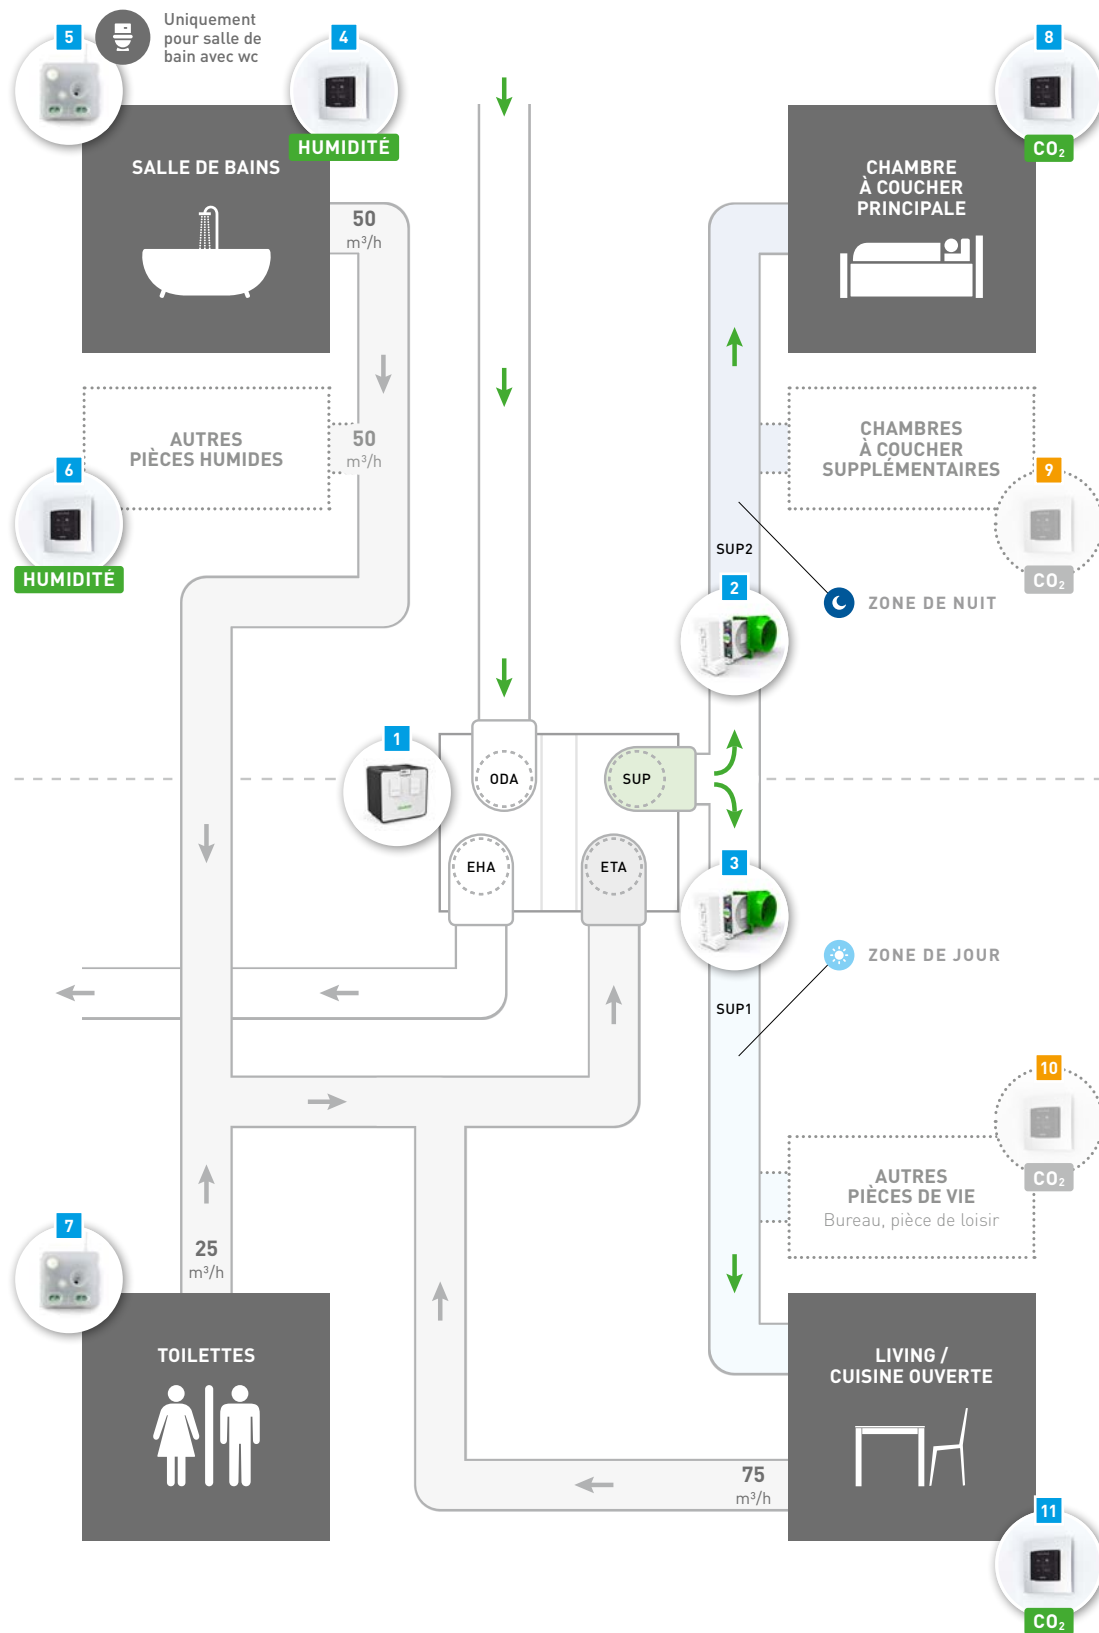 5
Uniquement
pour salle de
bain avec wc
4
HUMIDITÉ
8
CO₂
SALLE DE BAINS
CHAMBRE
À COUCHER
PRINCIPALE
50
m³/h
AUTRES
PIÈCES HUMIDES
50
m³/h
6
HUMIDITÉ
CHAMBRES
À COUCHER
SUPPLÉMENTAIRES
9
CO₂
SUP2
2
ZONE DE NUIT
1
ODA
SUP
EHA
ETA
3
ZONE DE JOUR
SUP1
10
CO₂
AUTRES
PIÈCES DE VIE
Bureau, pièce de loisir
7
25
m³/h
TOILETTES
LIVING /
CUISINE OUVERTE
75
m³/h
11
CO₂